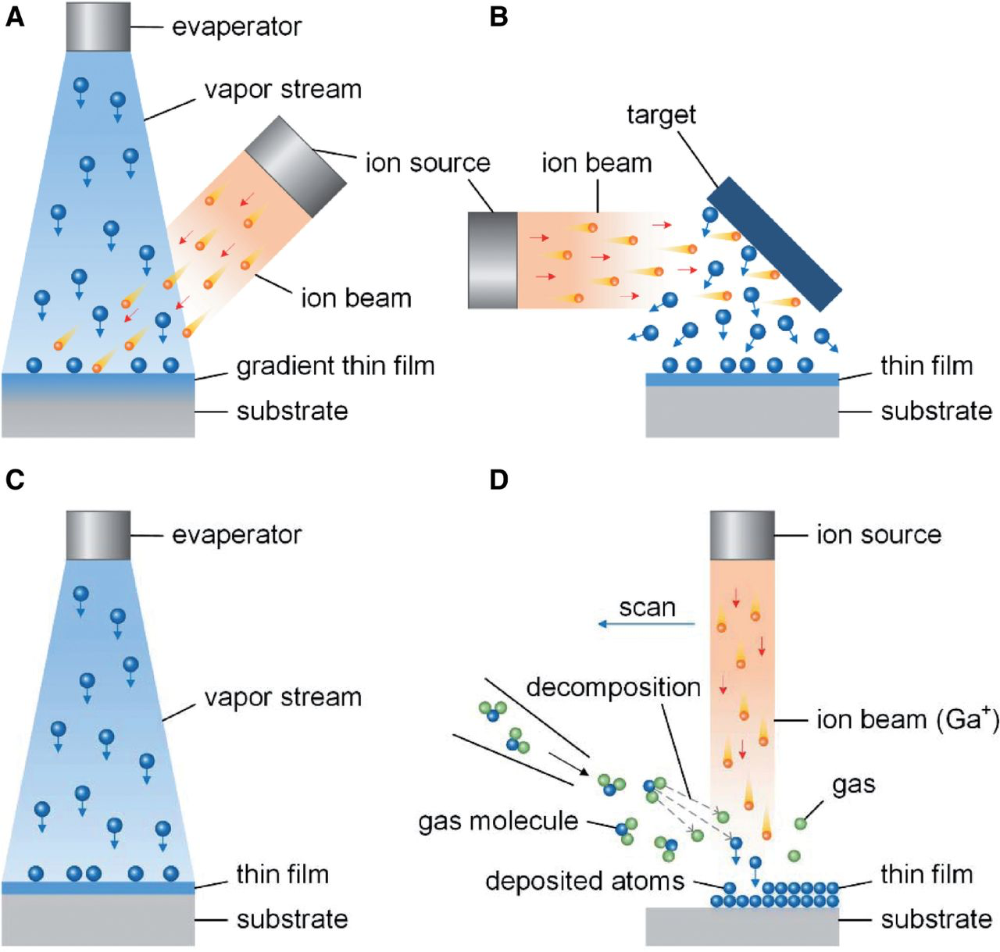 A
evaperator
vapor stream
ion source
ion beam
gradient thin film
substrate
B
target
ion beam
thin film
substrate
C
evaperator
vapor stream
thin film
substrate
D
ion source
scan
decomposition
ion beam (Ga⁺)
gas
gas molecule
deposited atoms
thin film
substrate